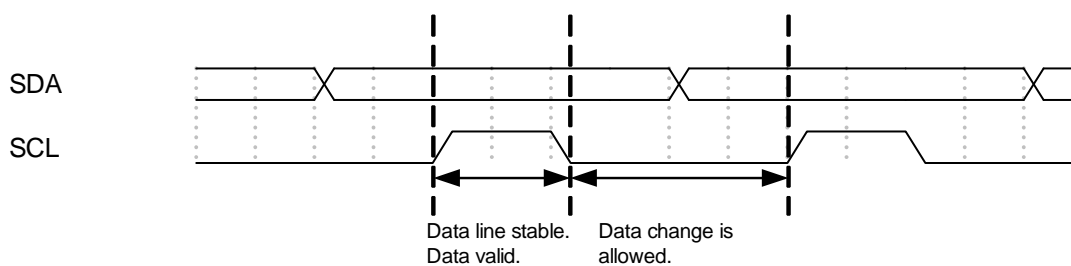 SDA
SCL
Data line stable.
Data valid.
Data change is
allowed.